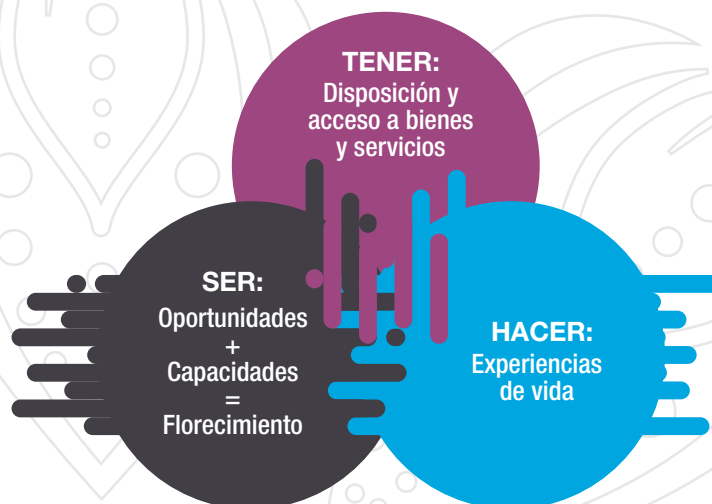 TENER:
Disposición y
acceso a bienes
y servicios
SER:
Oportunidades
+
Capacidades
=
Florecimiento
HACER:
Experiencias
de vida